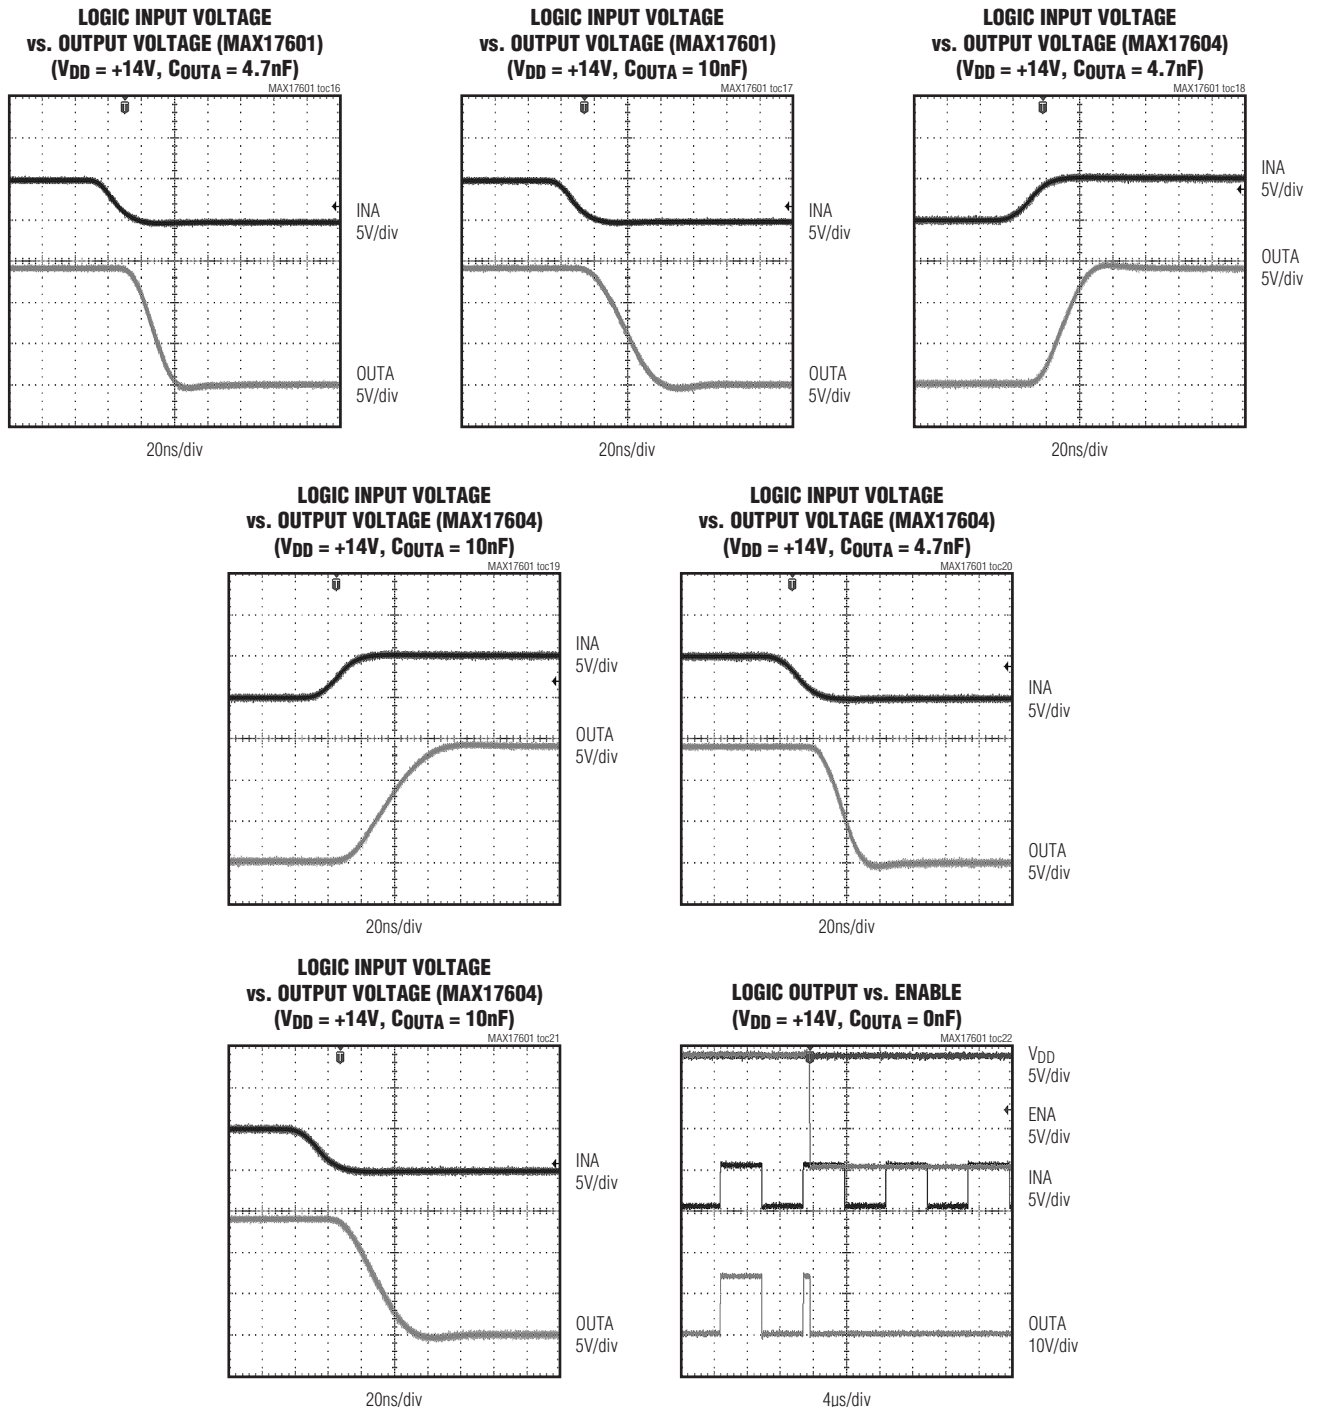 LOGIC INPUT VOLTAGE
vs. OUTPUT VOLTAGE (MAX17601)
(VDD = +14V, COUTA = 4.7nF)
MAX17601 toc16
INA
5V/div
OUTA
5V/div
20ns/div
LOGIC INPUT VOLTAGE
vs. OUTPUT VOLTAGE (MAX17601)
(VDD = +14V, COUTA = 10nF)
MAX17601 toc17
INA
5V/div
OUTA
5V/div
20ns/div
LOGIC INPUT VOLTAGE
vs. OUTPUT VOLTAGE (MAX17604)
(VDD = +14V, COUTA = 4.7nF)
MAX17601 toc18
INA
5V/div
OUTA
5V/div
20ns/div
LOGIC INPUT VOLTAGE
vs. OUTPUT VOLTAGE (MAX17604)
(VDD = +14V, COUTA = 10nF)
MAX17601 toc19
INA
5V/div
OUTA
5V/div
20ns/div
LOGIC INPUT VOLTAGE
vs. OUTPUT VOLTAGE (MAX17604)
(VDD = +14V, COUTA = 4.7nF)
MAX17601 toc20
INA
5V/div
OUTA
5V/div
20ns/div
LOGIC INPUT VOLTAGE
vs. OUTPUT VOLTAGE (MAX17604)
(VDD = +14V, COUTA = 10nF)
MAX17601 toc21
INA
5V/div
OUTA
5V/div
20ns/div
LOGIC OUTPUT vs. ENABLE
(VDD = +14V, COUTA = 0nF)
MAX17601 toc22
VDD
5V/div
ENA
5V/div
INA
5V/div
OUTA
10V/div
4µs/div